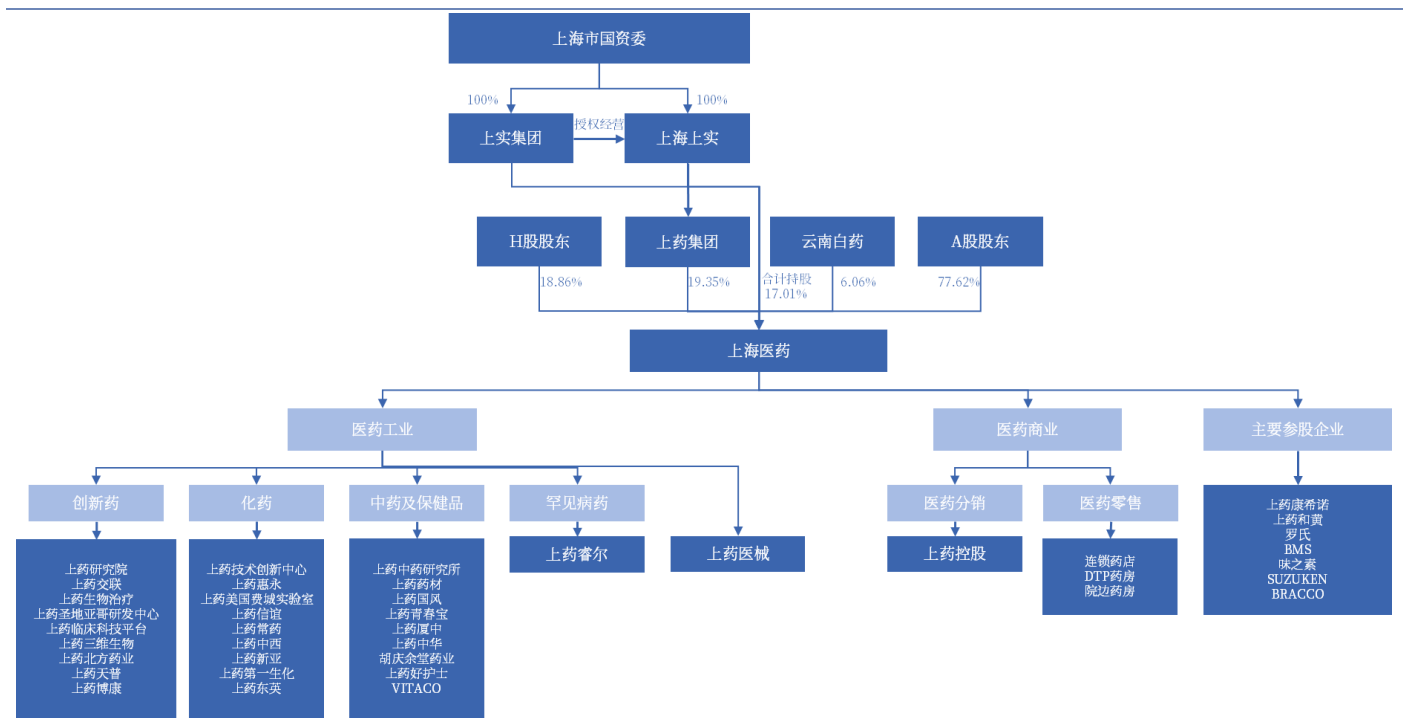 上海市国资委
100%
100%
上实集团
授权经营
上海上实
H股股东
上药集团
云南白药
A股股东
18.86%
19.35%
合计持股
17.01%
6.06%
77.62%
上海医药
医药工业
医药商业
主要参股企业
创新药
化药
中药及保健品
罕见病药
医药分销
医药零售
上药研究院
上药交联
上药生物治疗
上药圣地亚哥研发中心
上药临床科技平台
上药三维生物
上药北方药业
上药天普
上药博康
上药技术创新中心
上药惠永
上药美国费城实验室
上药信谊
上药常药
上药中西
上药新亚
上药第一生化
上药东英
上药中药研究所
上药药材
上药国风
上药青春宝
上药厦中
上药中华
胡庆余堂药业
上药好护士
VITACO
上药睿尔
上药医械
上药控股
连锁药店
DTP药房
院边药房
上药康希诺
上药和黄
罗氏
BMS
味之素
SUZUKEN
BRACCO